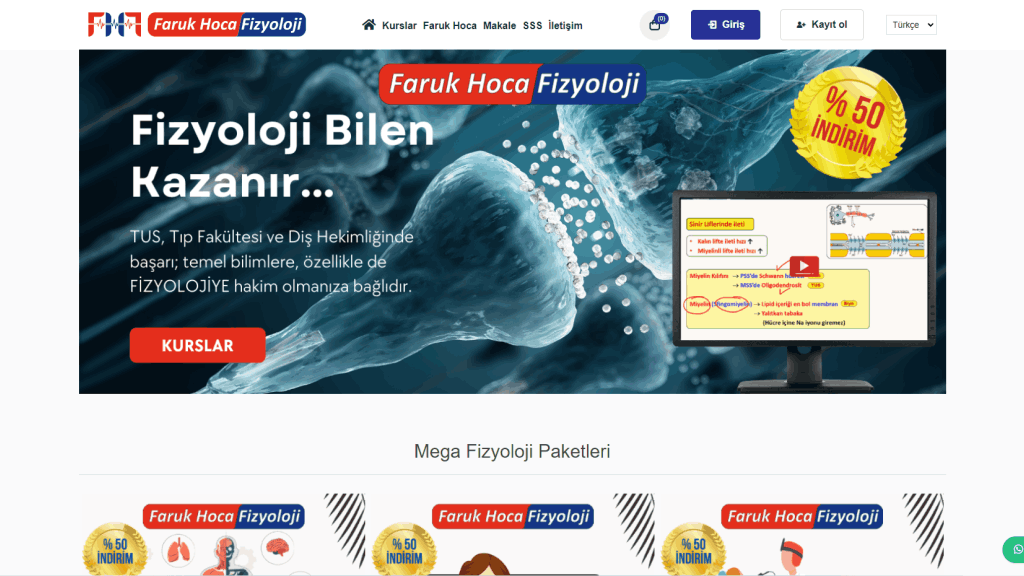 Faruk Hoca Fizyoloji
Kurslar Faruk Hoca Makale SSS İletişim
(0)
Giriş
Kayıt ol
Türkçe
Faruk Hoca Fizyoloji
% 50
İNDİRİM
Fizyoloji Bilen
Kazanır...
TUS, Tıp Fakültesi ve Diş Hekimliğinde
başarı; temel bilimlere, özellikle de
FİZYOLOJİYE hakim olmanıza bağlıdır.
KURSLAR
Sinir Liflerinde ileti
• Kalın lifte ileti hızı ↑
• Miyelinli lifte ileti hızı ↑
Miyelin Kılıfını → PSS'de Schwann
→ MSS'de Oligodendrosit TUS
Miyelin (Sfingomiyelin) → Lipid içeriği en bol membran
→ Yalıtkan tabaka
(Hücre içine Na iyonu giremez)
Mega Fizyoloji Paketleri
Faruk Hoca Fizyoloji
% 50
İNDİRİM
Faruk Hoca Fizyoloji
% 50
İNDİRİM
Faruk Hoca Fizyoloji
% 50
İNDİRİM